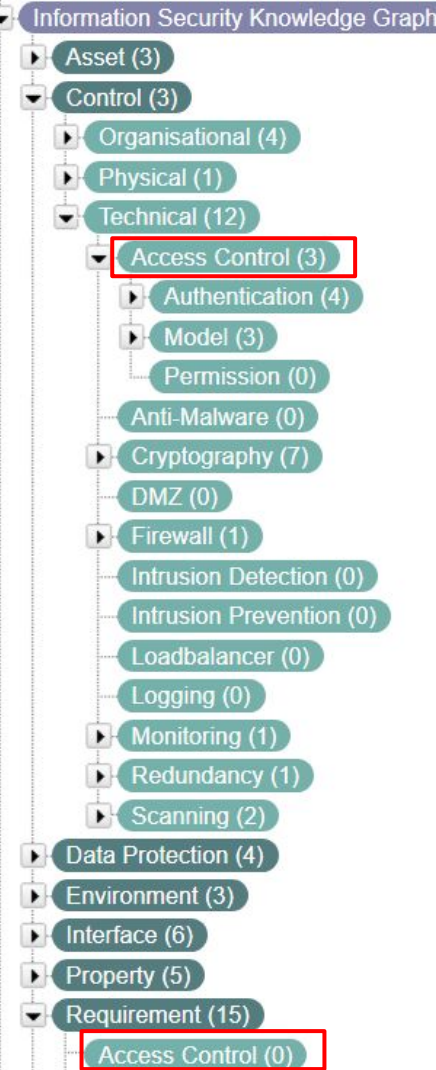 Information Security Knowledge Graph
Asset (3)
Control (3)
Organisational (4)
Physical (1)
Technical (12)
Access Control (3)
Authentication (4)
Model (3)
Permission (0)
Anti-Malware (0)
Cryptography (7)
DMZ (0)
Firewall (1)
Intrusion Detection (0)
Intrusion Prevention (0)
Loadbalancer (0)
Logging (0)
Monitoring (1)
Redundancy (1)
Scanning (2)
Data Protection (4)
Environment (3)
Interface (6)
Property (5)
Requirement (15)
Access Control (0)